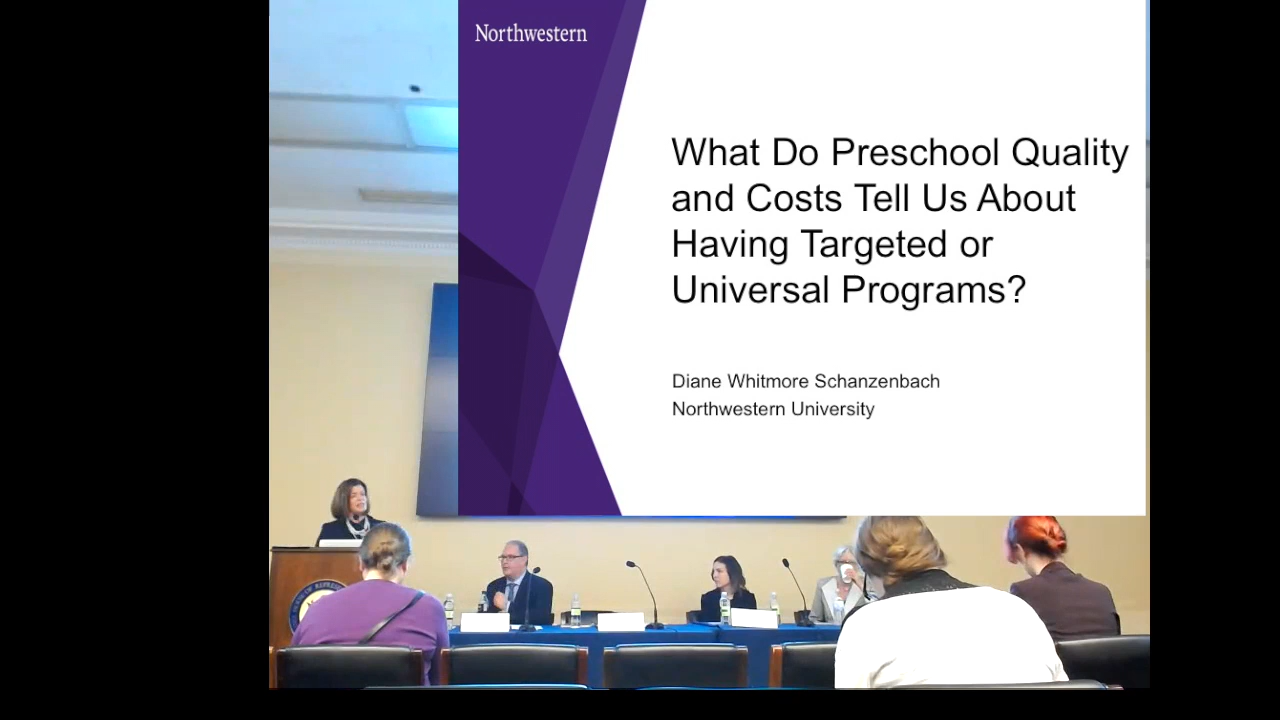 Northwestern
What Do Preschool Quality
and Costs Tell Us About
Having Targeted or
Universal Programs?
Diane Whitmore Schanzenbach
Northwestern University